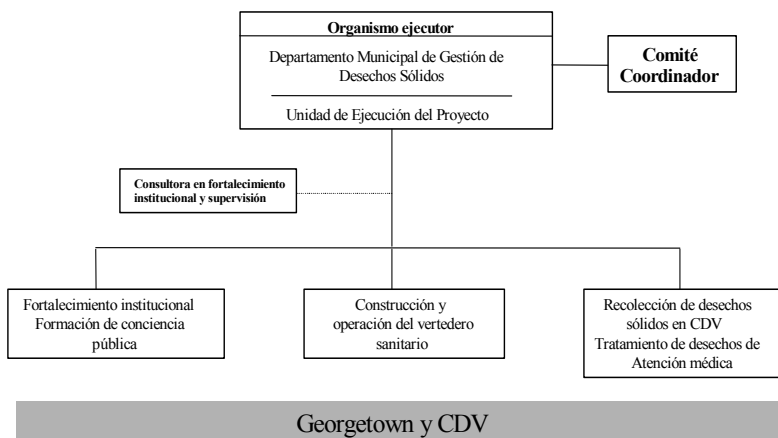 Organismo ejecutor
Departamento Municipal de Gestión de
Desechos Sólidos
Unidad de Ejecución del Proyecto
Comité
Coordinador
Consultora en fortalecimiento
institucional y supervisión
Fortalecimiento institucional
Formación de conciencia
pública
Construcción y
operación del vertedero
sanitario
Recolección de desechos
sólidos en CDV
Tratamiento de desechos de
Atención médica
Georgetown y CDV